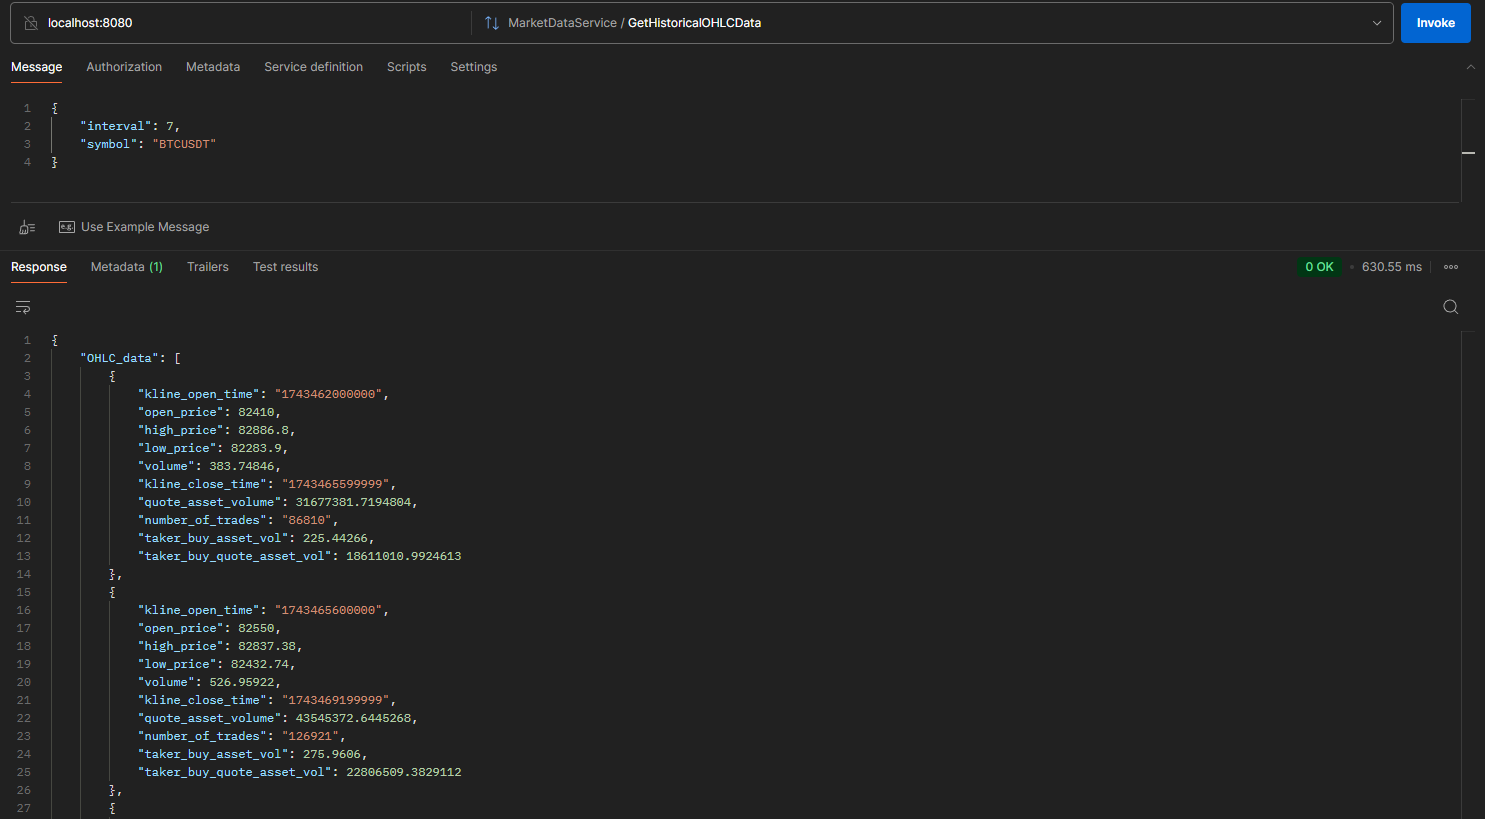 localhost:8080 MarketDataService / GetHistoricalOHLCData Invoke
Message Authorization Metadata Service definition Scripts Settings
1 {
2 "interval": 7,
3 "symbol": "BTCUSDT"
4 }
e.g. Use Example Message
Response Metadata (1) Trailers Test results 0 OK 630.55 ms
1 {
2 "OHLC_data": [
3 {
4 "kline_open_time": "1743462000000",
5 "open_price": 82410,
6 "high_price": 82886.8,
7 "low_price": 82283.9,
8 "volume": 383.74846,
9 "kline_close_time": "1743465599999",
10 "quote_asset_volume": 31677381.7194804,
11 "number_of_trades": "86810",
12 "taker_buy_asset_vol": 225.44266,
13 "taker_buy_quote_asset_vol": 18611010.9924613
14 },
15 {
16 "kline_open_time": "1743465600000",
17 "open_price": 82550,
18 "high_price": 82837.38,
19 "low_price": 82432.74,
20 "volume": 526.95922,
21 "kline_close_time": "1743469199999",
22 "quote_asset_volume": 43545372.6445268,
23 "number_of_trades": "126921",
24 "taker_buy_asset_vol": 275.9606,
25 "taker_buy_quote_asset_vol": 22806509.3829112
26 },
27 {